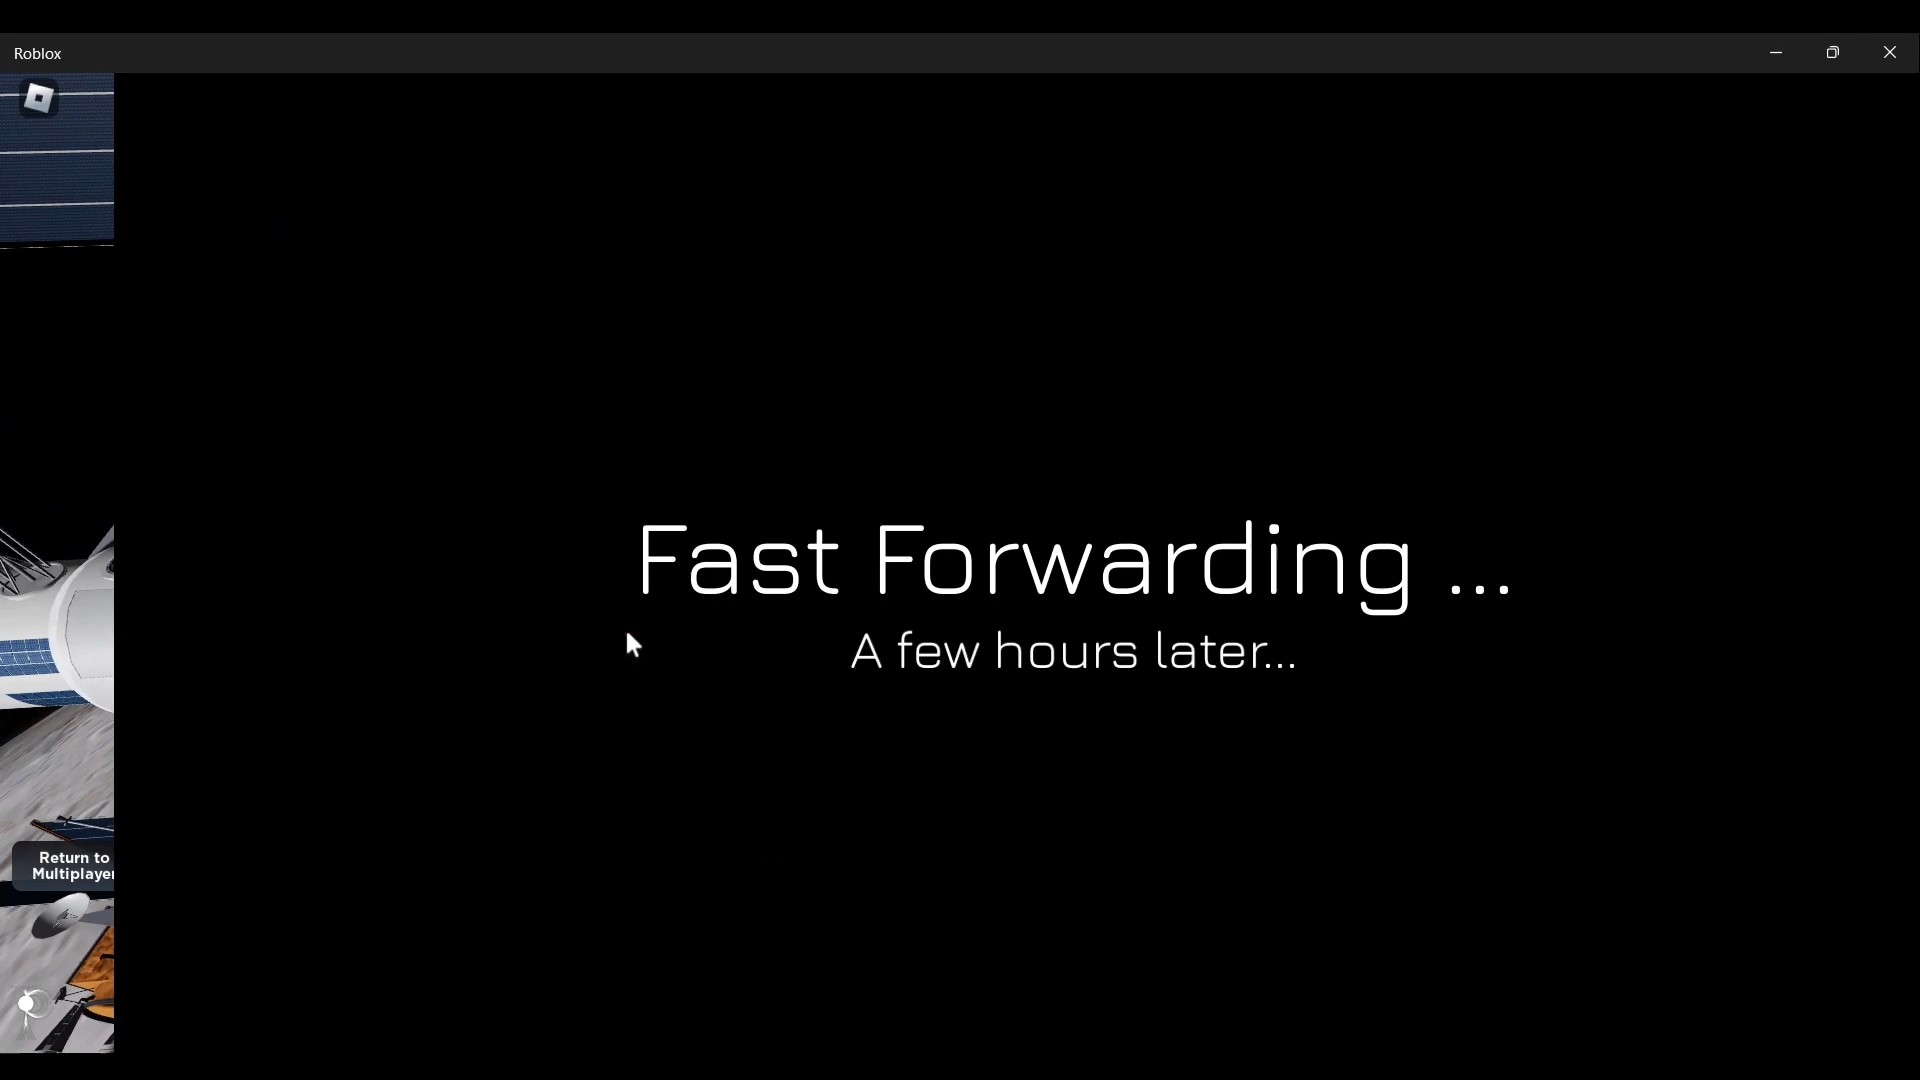 Roblox
Fast Forwarding ...
A few hours later...
Return to
Multiplayer